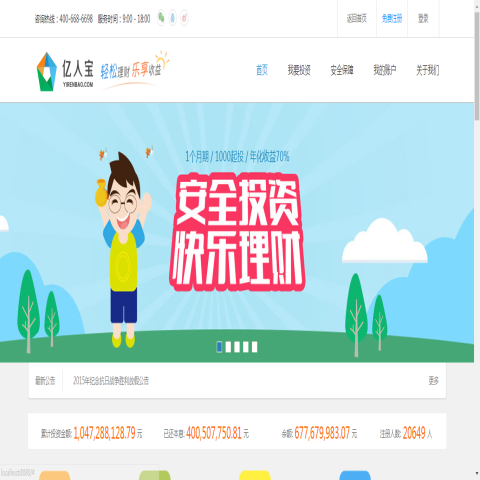 咨询热线：400-668-6698 服务时间：9:00 - 18:00
返回首页 免费注册 登录
亿人宝
YIRENBAO.COM
轻松理财 乐享收益
首页 我要投资 安全保障 我的账户 关于我们
1个月期 / 1000起投 / 年化收益70%
安全投资
快乐理财
最新公告 2015年纪念抗日战争胜利放假公告 更多
累计投资金额: 1,047,288,128.79 元 已还本息: 400,507,750.81 元 余额: 677,679,983.07 元 注册人数: 20649 人